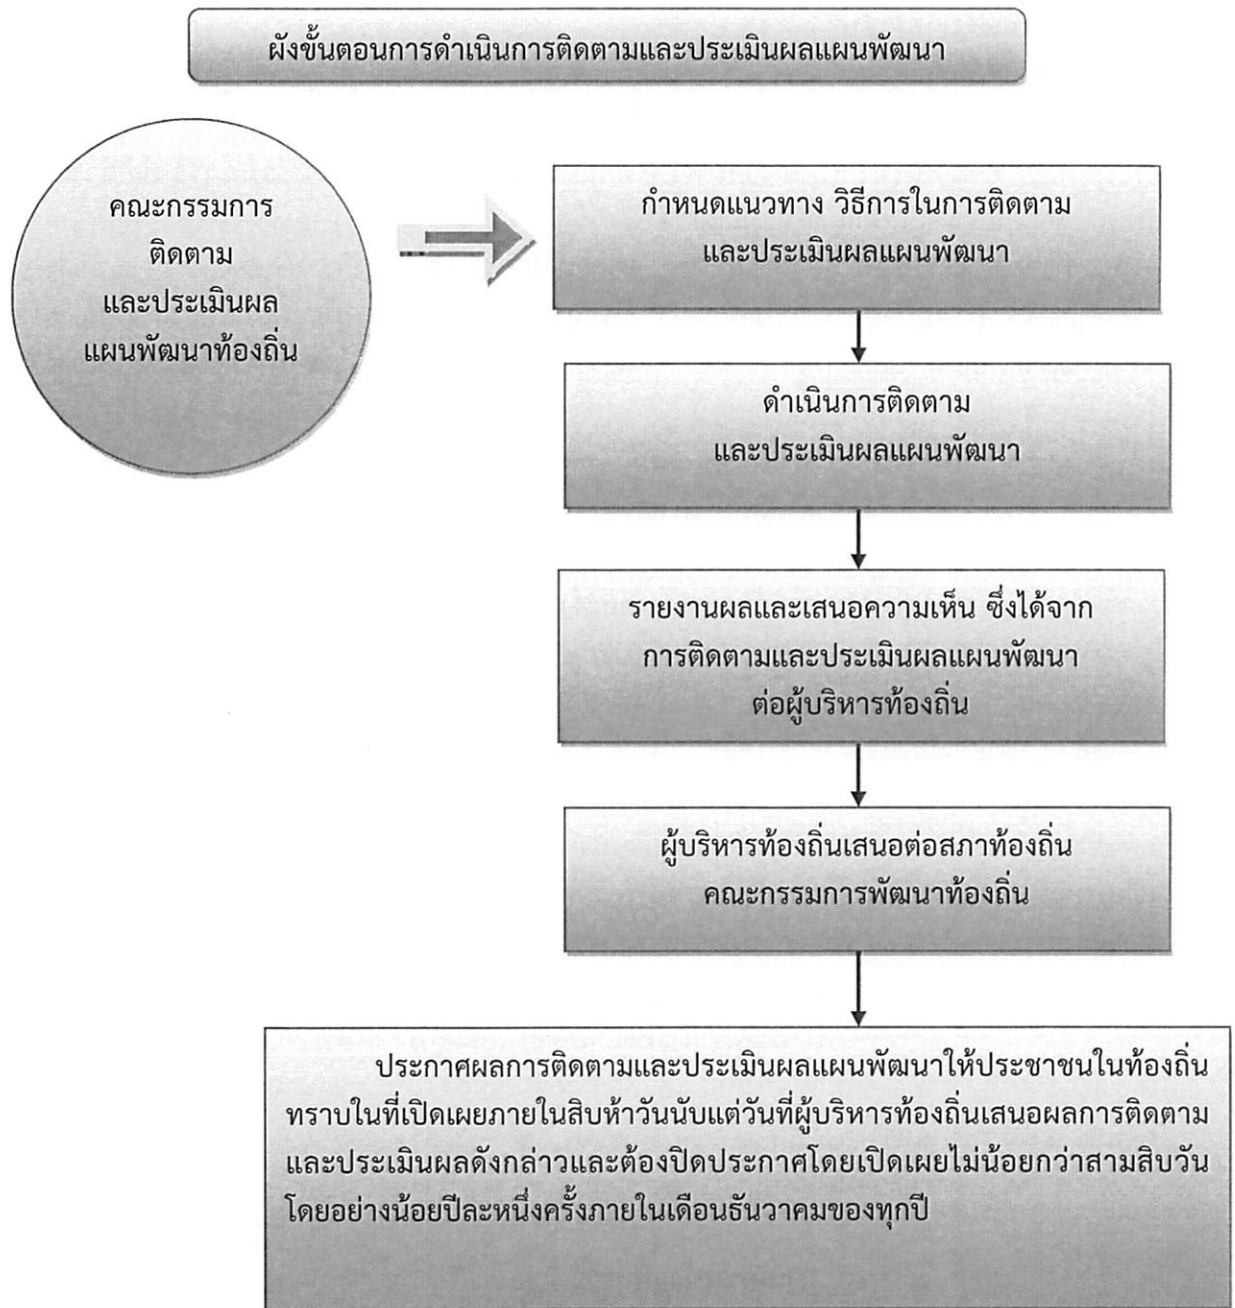 ผังขั้นตอนการดำเนินการติดตามและประเมินผลแผนพัฒนา
คณะกรรมการ
ติดตาม
และประเมินผล
แผนพัฒนาท้องถิ่น
กำหนดแนวทาง วิธีการในการติดตาม
และประเมินผลแผนพัฒนา
ดำเนินการติดตาม
และประเมินผลแผนพัฒนา
รายงานผลและเสนอความเห็น ซึ่งได้จาก
การติดตามและประเมินผลแผนพัฒนา
ต่อผู้บริหารท้องถิ่น
ผู้บริหารท้องถิ่นเสนอต่อสภาท้องถิ่น
คณะกรรมการพัฒนาท้องถิ่น
ประกาศผลการติดตามและประเมินผลแผนพัฒนาให้ประชาชนในท้องถิ่น
ทราบในที่เปิดเผยภายในสิบห้าวันนับแต่วันที่ผู้บริหารท้องถิ่นเสนอผลการติดตาม
และประเมินผลดังกล่าวและต้องปิดประกาศโดยเปิดเผยไม่น้อยกว่าสามสิบวัน
โดยอย่างน้อยปีละหนึ่งครั้งภายในเดือนธันวาคมของทุกปี